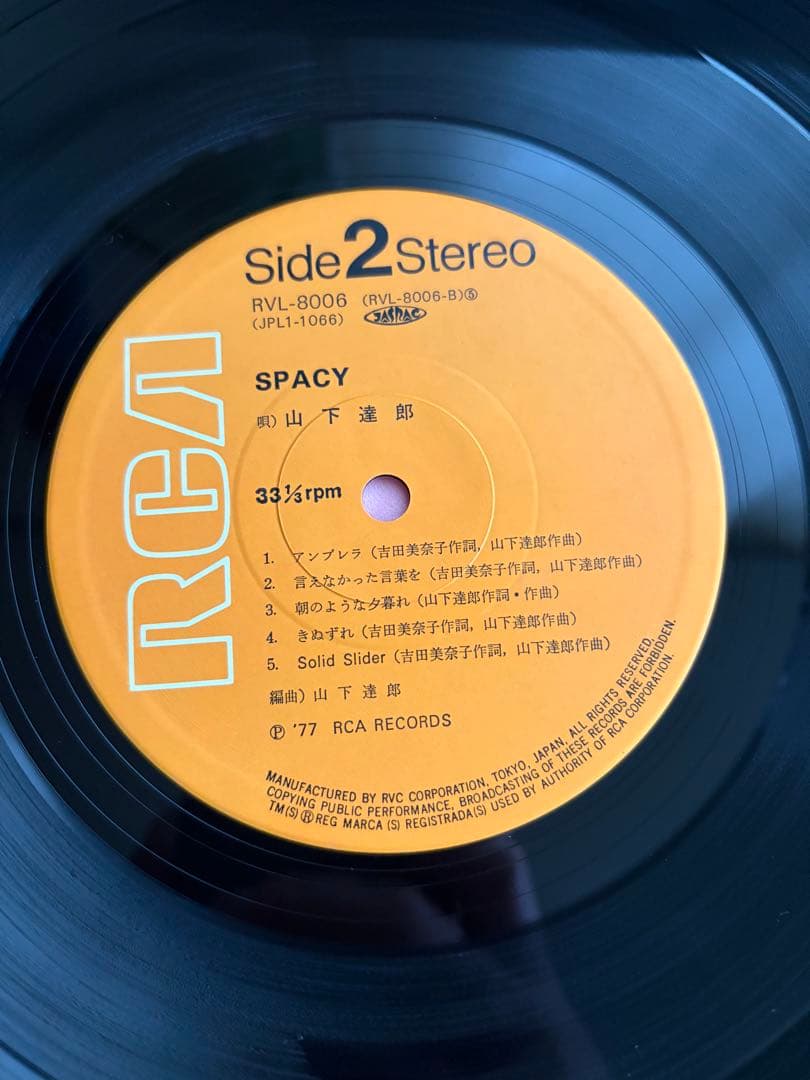 Side 2 Stereo
RVL-8006 (RVL-8006-B)⑤
(JPL1-1066) JASRAC
RCA
SPACY
唄) 山下達郎
33 1/3 rpm
1. アンブレラ (吉田美奈子作詞, 山下達郎作曲)
2. 言えなかった言葉を (吉田美奈子作詞, 山下達郎作曲)
3. 朝のような夕暮れ (山下達郎作詞・作曲)
4. きぬずれ (吉田美奈子作詞, 山下達郎作曲)
5. Solid Slider (吉田美奈子作詞, 山下達郎作曲)
編曲) 山下達郎
Ⓟ '77 RCA RECORDS
MANUFACTURED BY RVC CORPORATION, TOKYO, JAPAN, ALL RIGHTS RESERVED,
COPYING PUBLIC PERFORMANCE, BROADCASTING OF THESE RECORDS ARE FORBIDDEN.
TM(S) ® REG MARCA (S) REGISTRADA(S) USED BY AUTHORITY OF RCA CORPORATION.